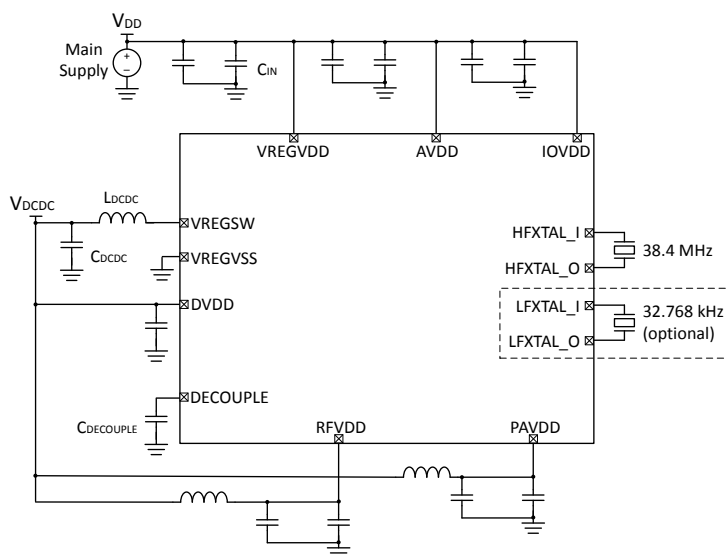 VDD
Main
Supply
+
−
CIN
VREGVDD
AVDD
IOVDD
VDCDC
LDCDC
VREGSW
CDCDC
VREGVSS
DVDD
DECOUPLE
CDECOUPLE
HFXTAL_I
HFXTAL_O
38.4 MHz
LFXTAL_I
LFXTAL_O
32.768 kHz
(optional)
RFVDD
PAVDD